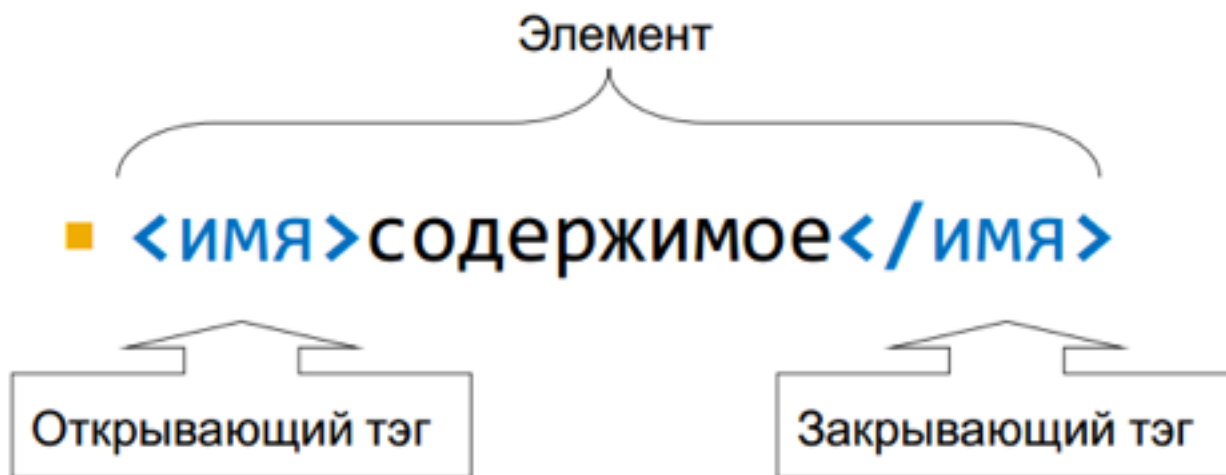 Элемент
<имя>содержимое</имя>
Открывающий тэг
Закрывающий тэг